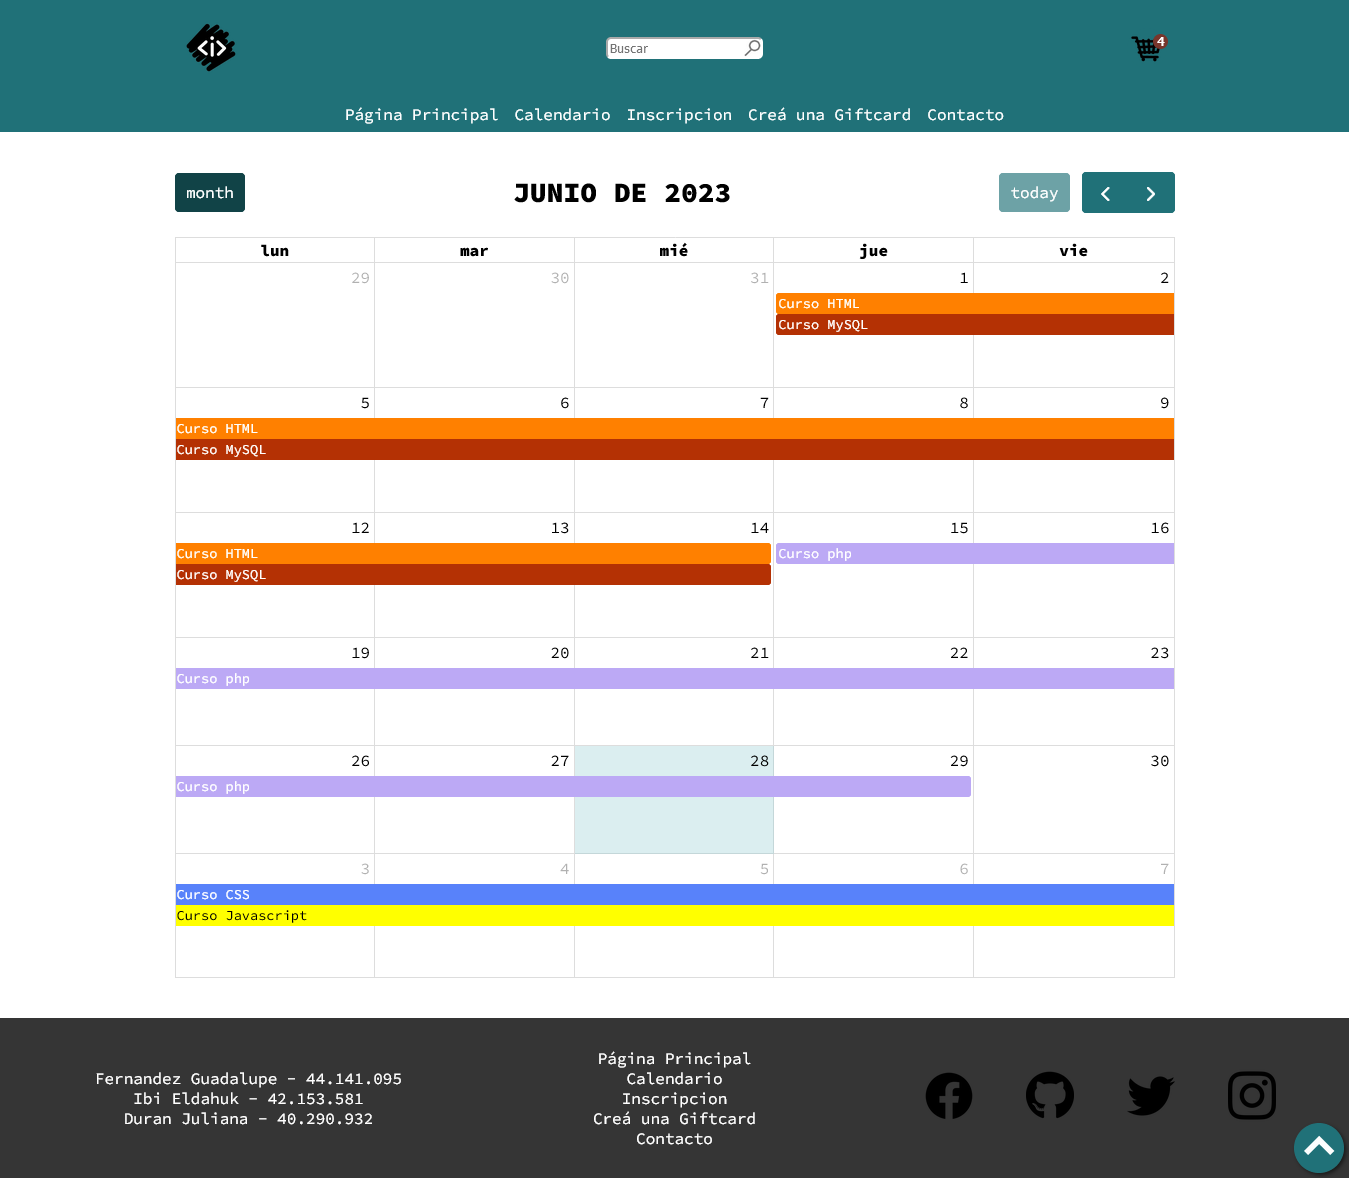 <i>
Buscar
4
Página Principal Calendario Inscripcion Creá una Giftcard Contacto
month
JUNIO DE 2023
today
lun mar mié jue vie
29 30 31 1 2
Curso HTML
Curso MySQL
5 6 7 8 9
Curso HTML
Curso MySQL
12 13 14 15 16
Curso HTML Curso php
Curso MySQL
19 20 21 22 23
Curso php
26 27 28 29 30
Curso php
3 4 5 6 7
Curso CSS
Curso Javascript
Fernandez Guadalupe - 44.141.095
Ibi Eldahuk - 42.153.581
Duran Juliana - 40.290.932
Página Principal
Calendario
Inscripcion
Creá una Giftcard
Contacto